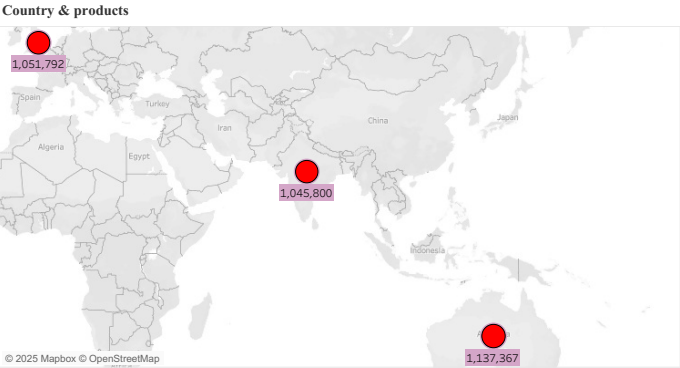 Country & products
1,051,792
Spain
Turkey
Japan
China
Iran
Algeria
Egypt
1,045,800
Indonesia
1,137,367
© 2025 Mapbox © OpenStreetMap